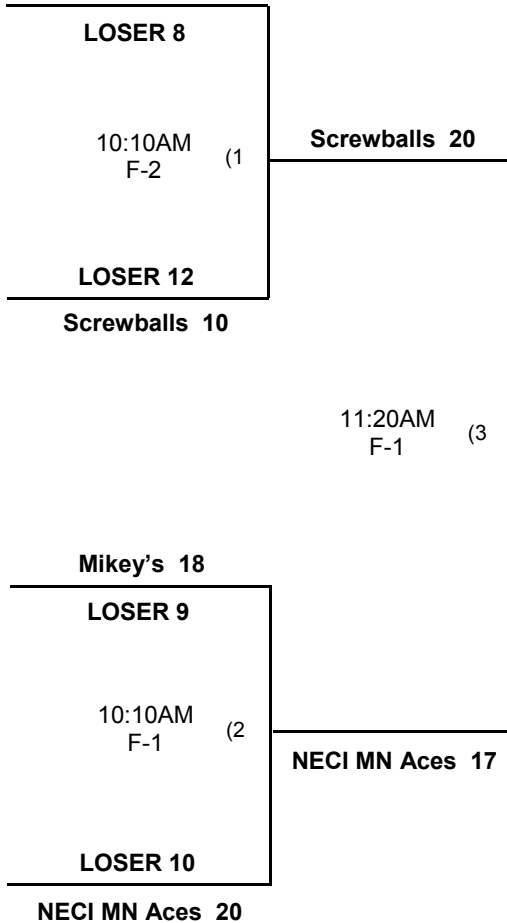 LOSER 8
10:10AM
F-2
(1
Screwballs 20
LOSER 12
Screwballs 10
11:20AM
F-1
(3
Mikey's 18
LOSER 9
10:10AM
F-1
(2
NECI MN Aces 17
LOSER 10
NECI MN Aces 20